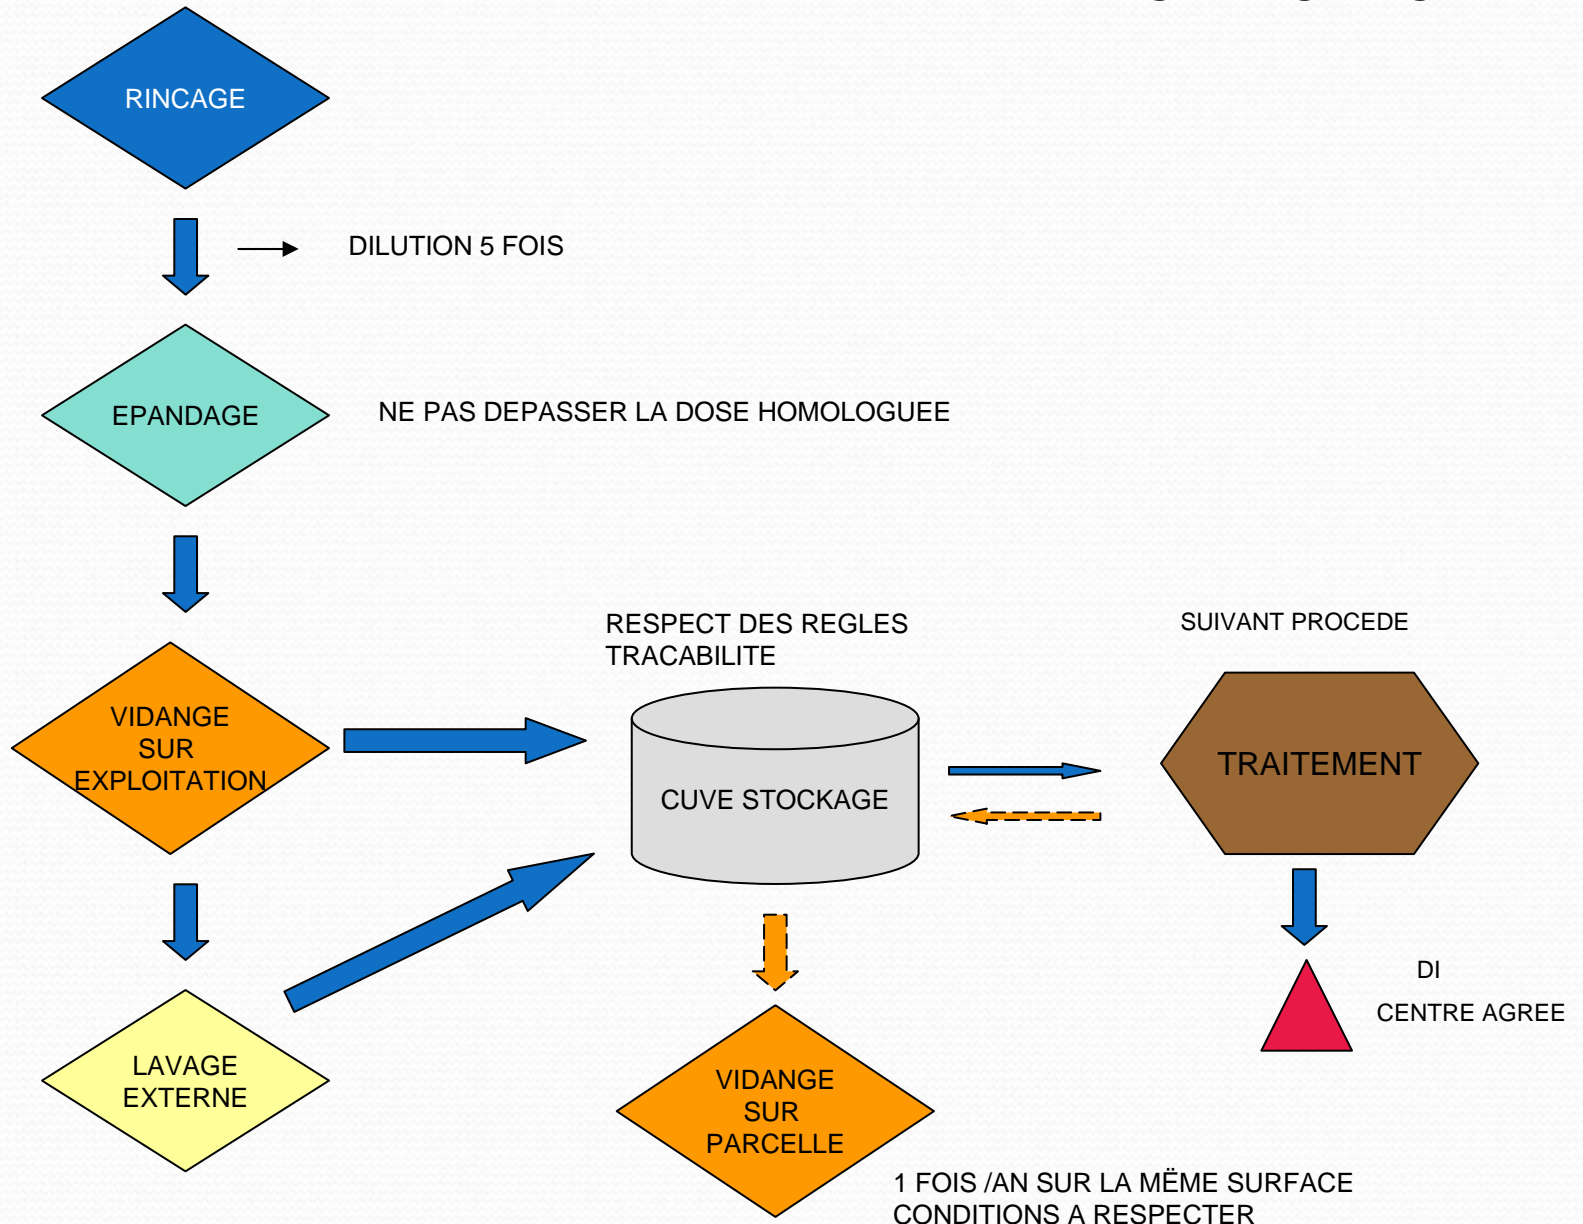 RINCAGE
DILUTION 5 FOIS
EPANDAGE
NE PAS DEPASSER LA DOSE HOMOLOGUEE
RESPECT DES REGLES
TRACABILITE
SUIVANT PROCEDE
VIDANGE
SUR
EXPLOITATION
CUVE STOCKAGE
TRAITEMENT
DI
CENTRE AGREE
LAVAGE
EXTERNE
VIDANGE
SUR
PARCELLE
1 FOIS /AN SUR LA MËME SURFACE
CONDITIONS A RESPECTER